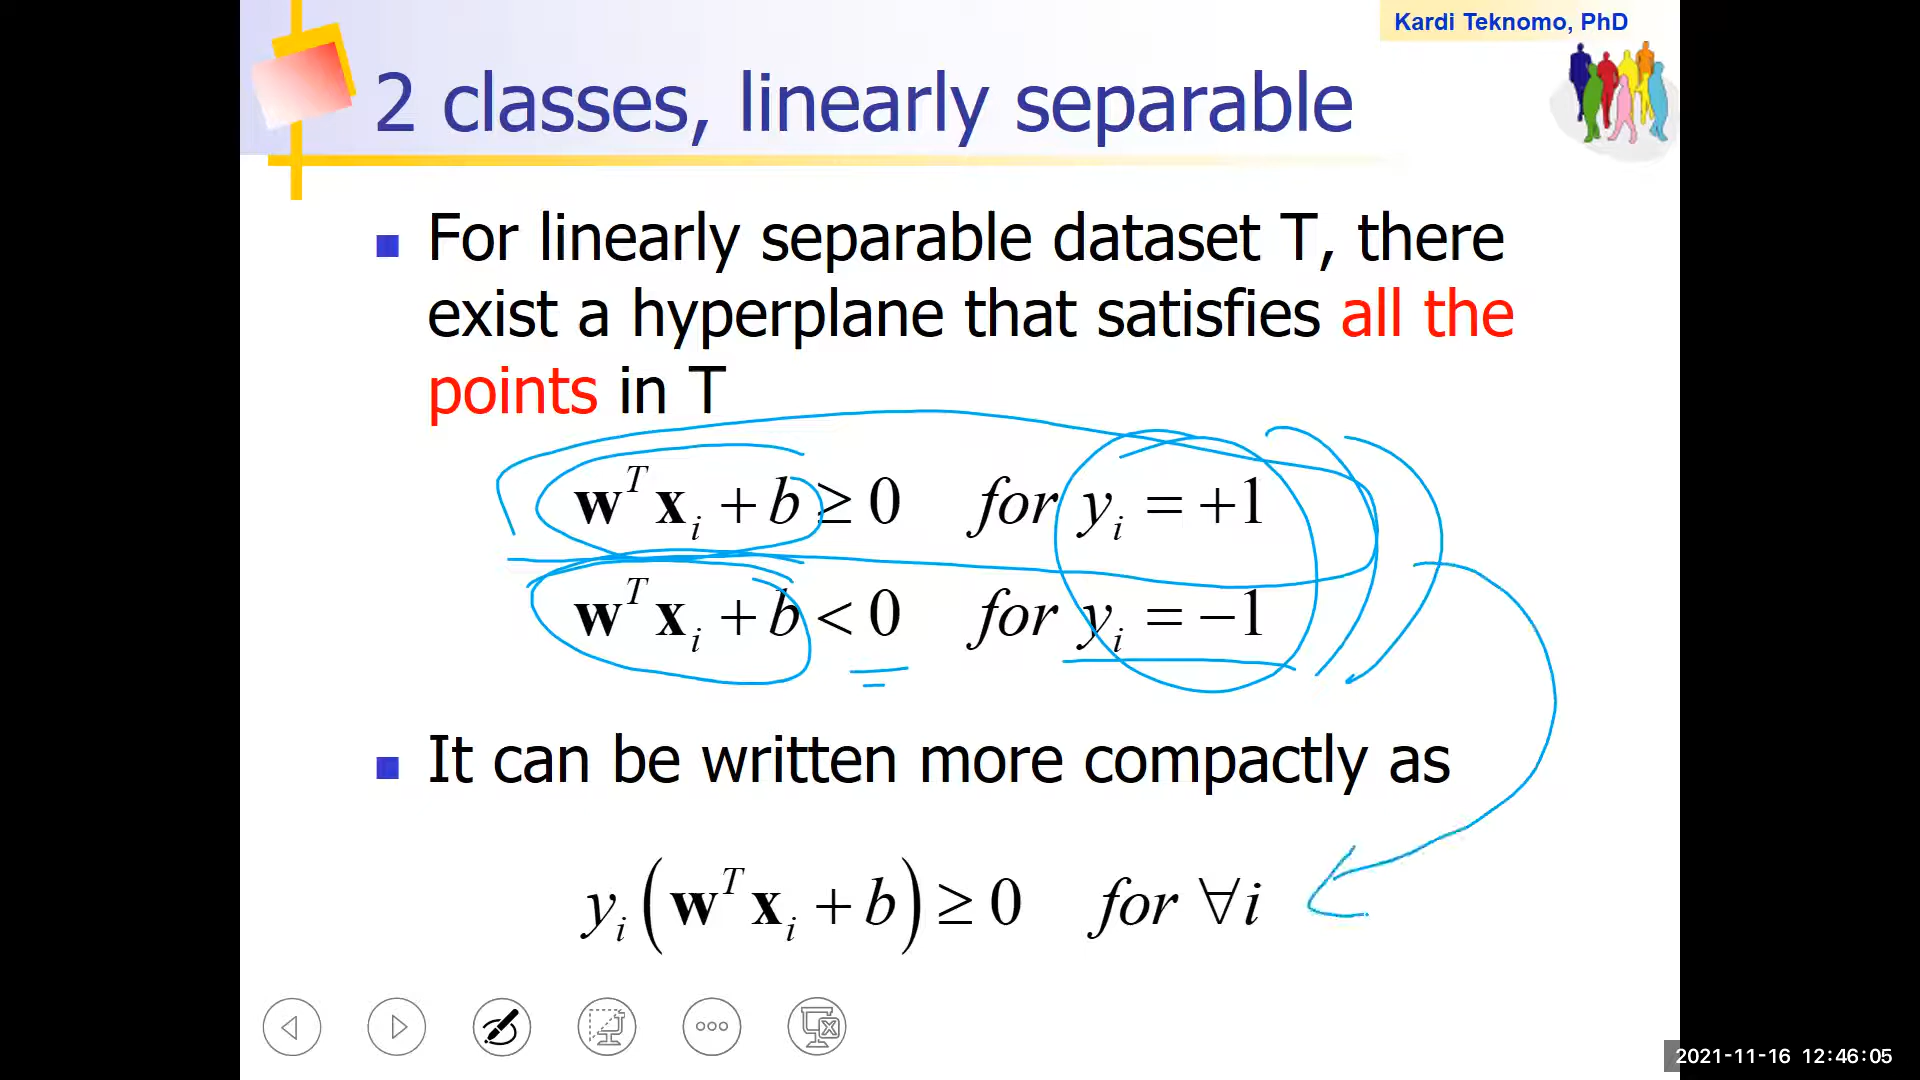 Kardi Teknomo, PhD
2 classes, linearly separable
For linearly separable dataset T, there
exist a hyperplane that satisfies all the
points in T
𝐰ᵀ𝐱ᵢ + b ≥ 0 for yᵢ = +1
𝐰ᵀ𝐱ᵢ + b < 0 for yᵢ = −1
It can be written more compactly as
yᵢ(𝐰ᵀ𝐱ᵢ + b) ≥ 0 for ∀i
2021-11-16 12:46:05